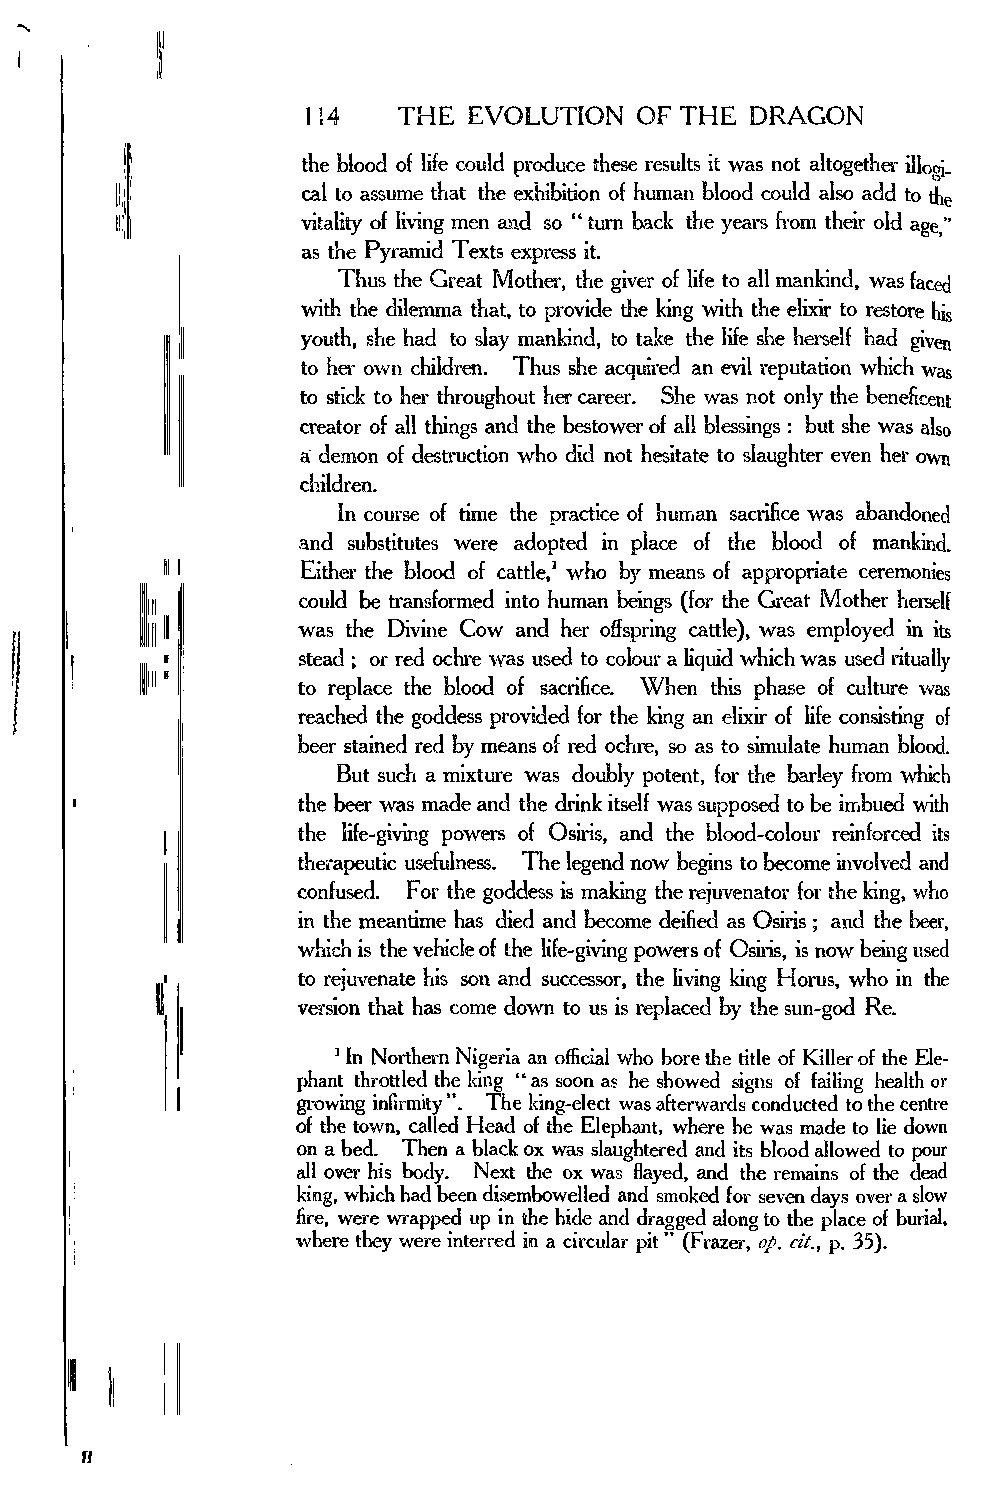 114 THE EVOLUTION OF THE DRAGON
the blood of life could produce these results it was not altogether illogi-
cal to assume that the exhibition of human blood could also add to the
vitality of living men and so “turn back the years from their old age,”
as the Pyramid Texts express it.
Thus the Great Mother, the giver of life to all mankind, was faced
with the dilemma that, to provide the king with the elixir to restore his
youth, she had to slay mankind, to take the life she herself had given
to her own children. Thus she acquired an evil reputation which was
to stick to her throughout her career. She was not only the beneficent
creator of all things and the bestower of all blessings : but she was also
a demon of destruction who did not hesitate to slaughter even her own
children.
In course of time the practice of human sacrifice was abandoned
and substitutes were adopted in place of the blood of mankind.
Either the blood of cattle,¹ who by means of appropriate ceremonies
could be transformed into human beings (for the Great Mother herself
was the Divine Cow and her offspring cattle), was employed in its
stead ; or red ochre was used to colour a liquid which was used ritually
to replace the blood of sacrifice. When this phase of culture was
reached the goddess provided for the king an elixir of life consisting of
beer stained red by means of red ochre, so as to simulate human blood.
But such a mixture was doubly potent, for the barley from which
the beer was made and the drink itself was supposed to be imbued with
the life-giving powers of Osiris, and the blood-colour reinforced its
therapeutic usefulness. The legend now begins to become involved and
confused. For the goddess is making the rejuvenator for the king, who
in the meantime has died and become deified as Osiris ; and the beer,
which is the vehicle of the life-giving powers of Osiris, is now being used
to rejuvenate his son and successor, the living king Horus, who in the
version that has come down to us is replaced by the sun-god Re.
¹ In Northern Nigeria an official who bore the title of Killer of the Ele-
phant throttled the king “as soon as he showed signs of failing health or
growing infirmity”. The king-elect was afterwards conducted to the centre
of the town, called Head of the Elephant, where he was made to lie down
on a bed. Then a black ox was slaughtered and its blood allowed to pour
all over his body. Next the ox was flayed, and the remains of the dead
king, which had been disembowelled and smoked for seven days over a slow
fire, were wrapped up in the hide and dragged along to the place of burial,
where they were interred in a circular pit” (Frazer, op. cit., p. 35).